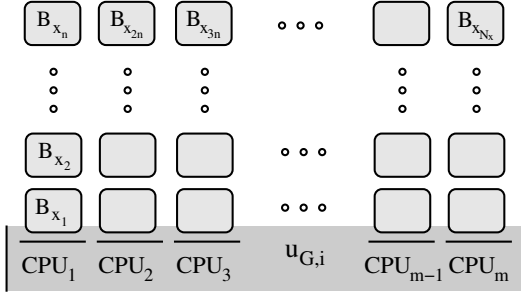 B_{x_n} B_{x_{2n}} B_{x_{3n}} B_{x_{N_x}}
B_{x_2}
B_{x_1}
CPU_1 CPU_2 CPU_3 u_{G,i} CPU_{m-1} CPU_m